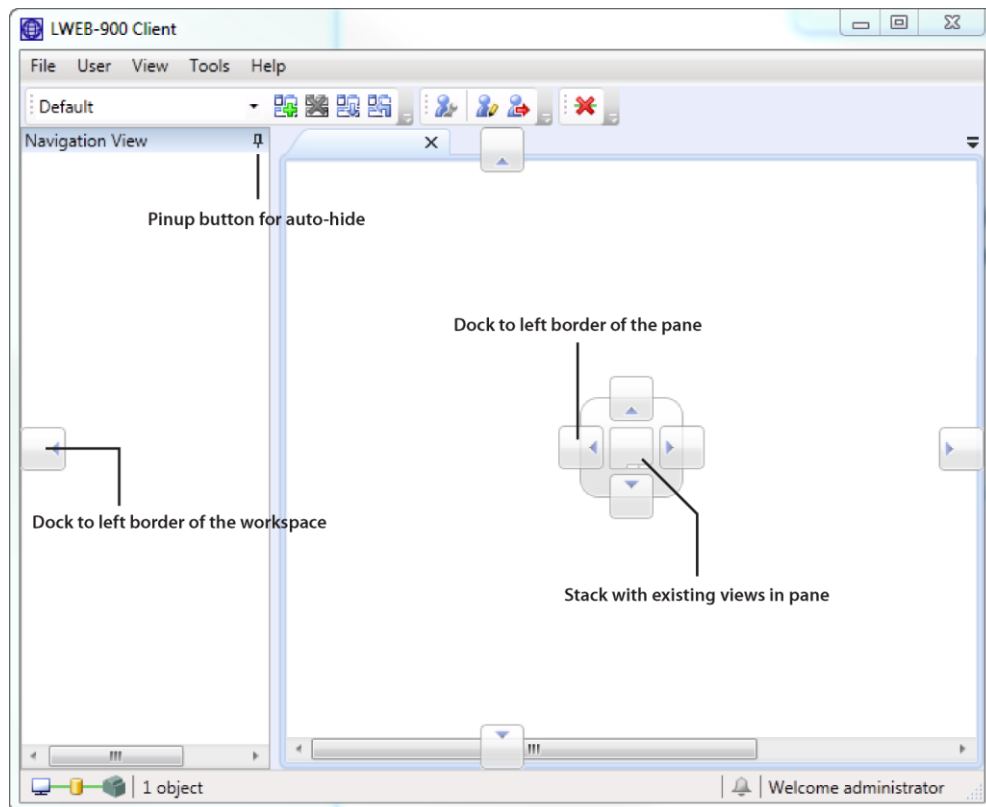 LWEB-900 Client
File User View Tools Help
Default
Navigation View
Pinup button for auto-hide
Dock to left border of the pane
Dock to left border of the workspace
Stack with existing views in pane
1 object
Welcome administrator